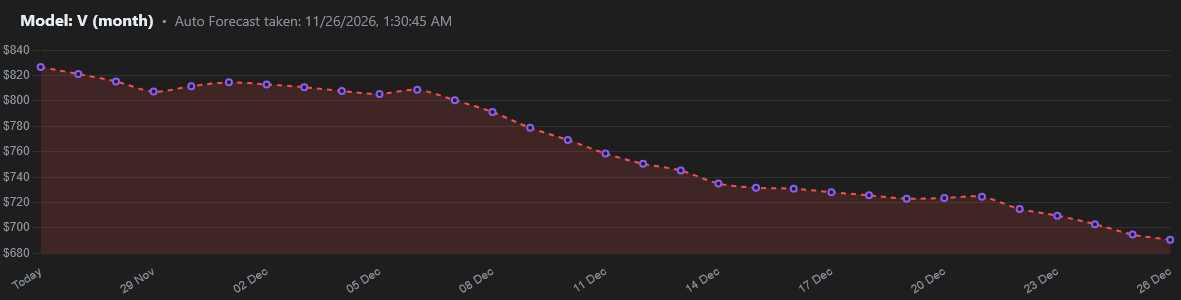 Model: V (month) • Auto Forecast taken: 11/26/2026, 1:30:45 AM
$840
$820
$800
$780
$760
$740
$720
$700
$680
Today
29 Nov
02 Dec
05 Dec
08 Dec
11 Dec
14 Dec
17 Dec
20 Dec
23 Dec
26 Dec